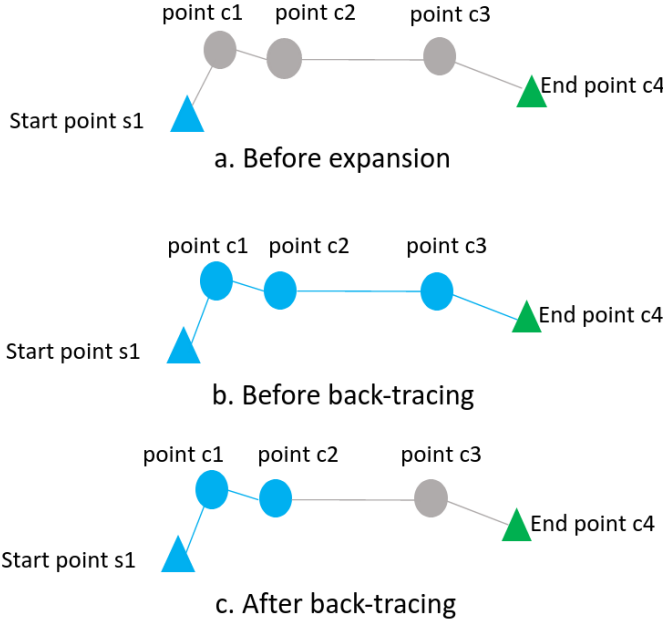 point c1 point c2 point c3
End point c4
Start point s1
a. Before expansion
point c1 point c2 point c3
End point c4
Start point s1
b. Before back-tracing
point c1 point c2 point c3
End point c4
Start point s1
c. After back-tracing